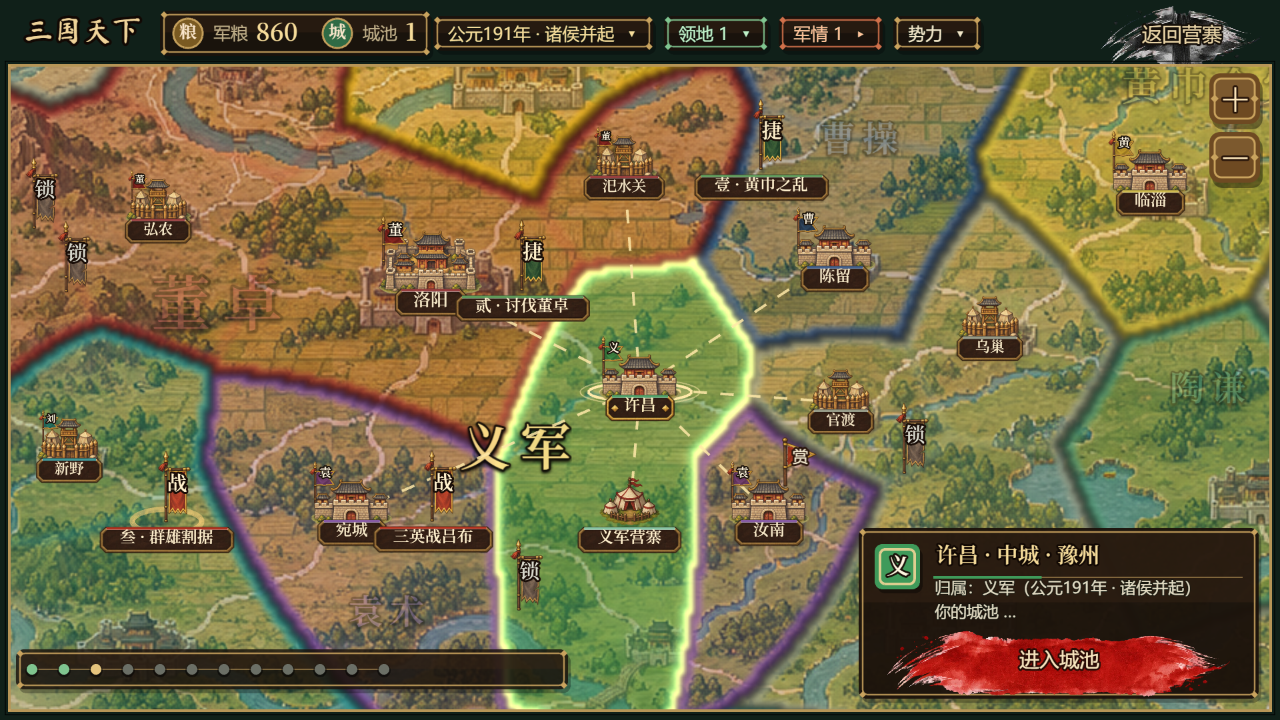 三国天下
粮 军粮 860 城 城池 1
公元191年 · 诸侯并起
领地 1
军情 1
势力
返回营寨
黄巾
曹操
捷
壹 · 黄巾之乱
董
汜水关
黄
临淄
锁
董
弘农
锁
董
洛阳
捷
贰 · 讨伐董卓
曹
陈留
董卓
乌巢
义
许昌
官渡
陶谦
锁
义军
刘
新野
战
叁 · 群雄割据
袁
宛城
战
三英战吕布
义军营寨
赏
袁
汝南
锁
袁术
义
许昌 · 中城 · 豫州
归属：义军（公元191年 · 诸侯并起）
你的城池 ...
进入城池